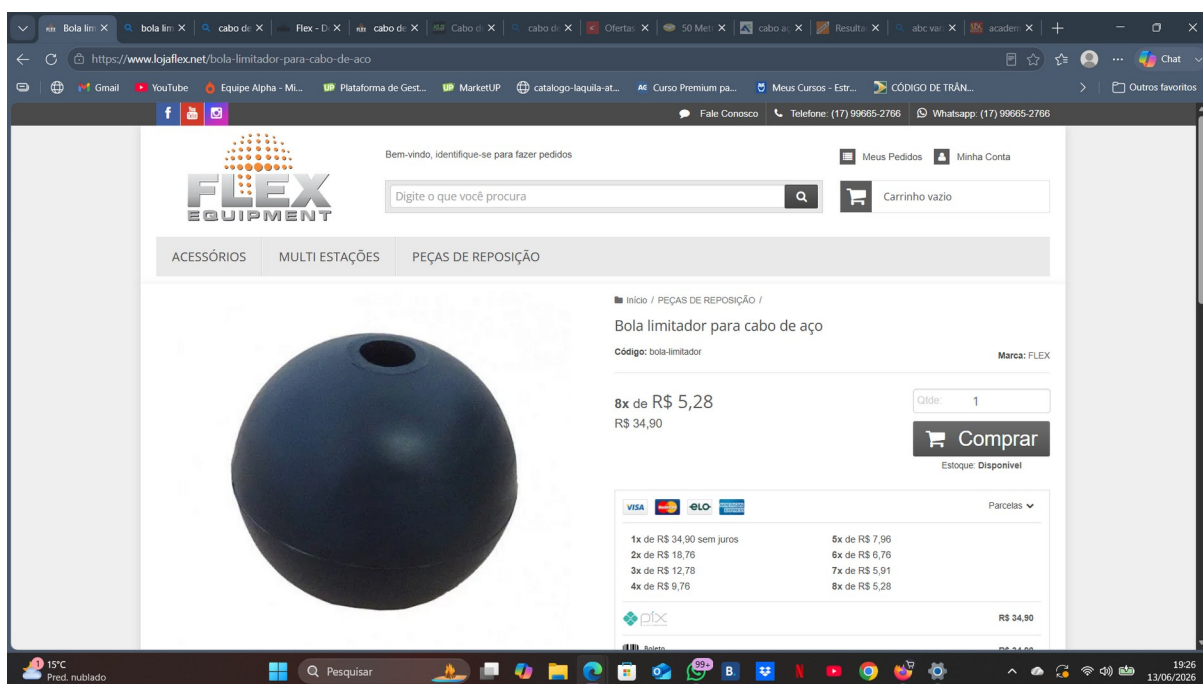 Bola lim
bola lim
cabo de
Flex - D
cabo de
Cabo d
cabo d
Ofertas
50 Met
cabo aç
Resulta
abc var
academ
https://www.lojaflex.net/bola-limitador-para-cabo-de-aco
Chat
Gmail
YouTube
Equipe Alpha - Mi...
UP Plataforma de Gest...
UP MarketUP
catalogo-laquila-at...
AC Curso Premium pa...
Meus Cursos - Estr...
CÓDIGO DE TRÂN...
Outros favoritos
Fale Conosco
Telefone: (17) 99665-2766
Whatsapp: (17) 99665-2766
FLEX
EQUIPMENT
Bem-vindo, identifique-se para fazer pedidos
Meus Pedidos
Minha Conta
Digite o que você procura
Carrinho vazio
ACESSÓRIOS
MULTI ESTAÇÕES
PEÇAS DE REPOSIÇÃO
Início / PEÇAS DE REPOSIÇÃO /
Bola limitador para cabo de aço
Código: bola-limitador
Marca: FLEX
8x de R$ 5,28
R$ 34,90
Qtde: 1
Comprar
Estoque: Disponível
VISA
elo
Parcelas
1x de R$ 34,90 sem juros
2x de R$ 18,76
3x de R$ 12,78
4x de R$ 9,76
5x de R$ 7,96
6x de R$ 6,76
7x de R$ 5,91
8x de R$ 5,28
pix
R$ 34,90
Boleto
R$ 34,90
1
15°C
Pred. nublado
Pesquisar
99+
B.
19:26
13/06/2026